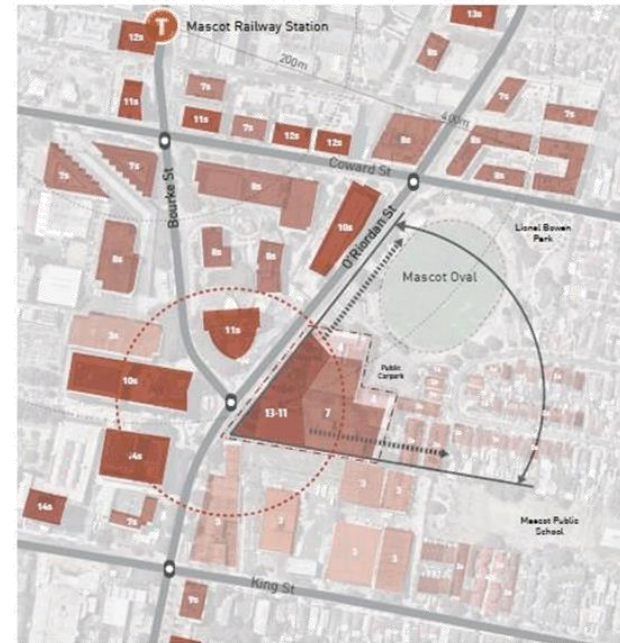 13s
T
Mascot Railway Station
12s
200m
11s
7s
7s
7s
11s
7s
12s
12s
400m
8s
8s
8s
Coward St
7s
7s
8s
Bourke St
10s
O'Riordan St
Lionel Bowen
Park
8s
8s
8s
Mascot Oval
11s
3s
Public
Carpark
10s
13-11
7
14s
3
3
14s
7s
3
3
Mascot Public
School
3
3
King St
9s